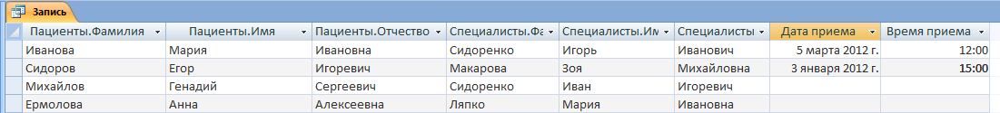 Запись
Пациенты.Фамилия Пациенты.Имя Пациенты.Отчество Специалисты.Фа Специалисты.Им Специалисты Дата приема Время приема
Иванова Мария Ивановна Сидоренко Игорь Иванович 5 марта 2012 г. 12:00
Сидоров Егор Игоревич Макарова Зоя Михайловна 3 января 2012 г. 15:00
Михайлов Генадий Сергеевич Сидоренко Иван Игоревич
Ермолова Анна Алексеевна Ляпко Мария Ивановна